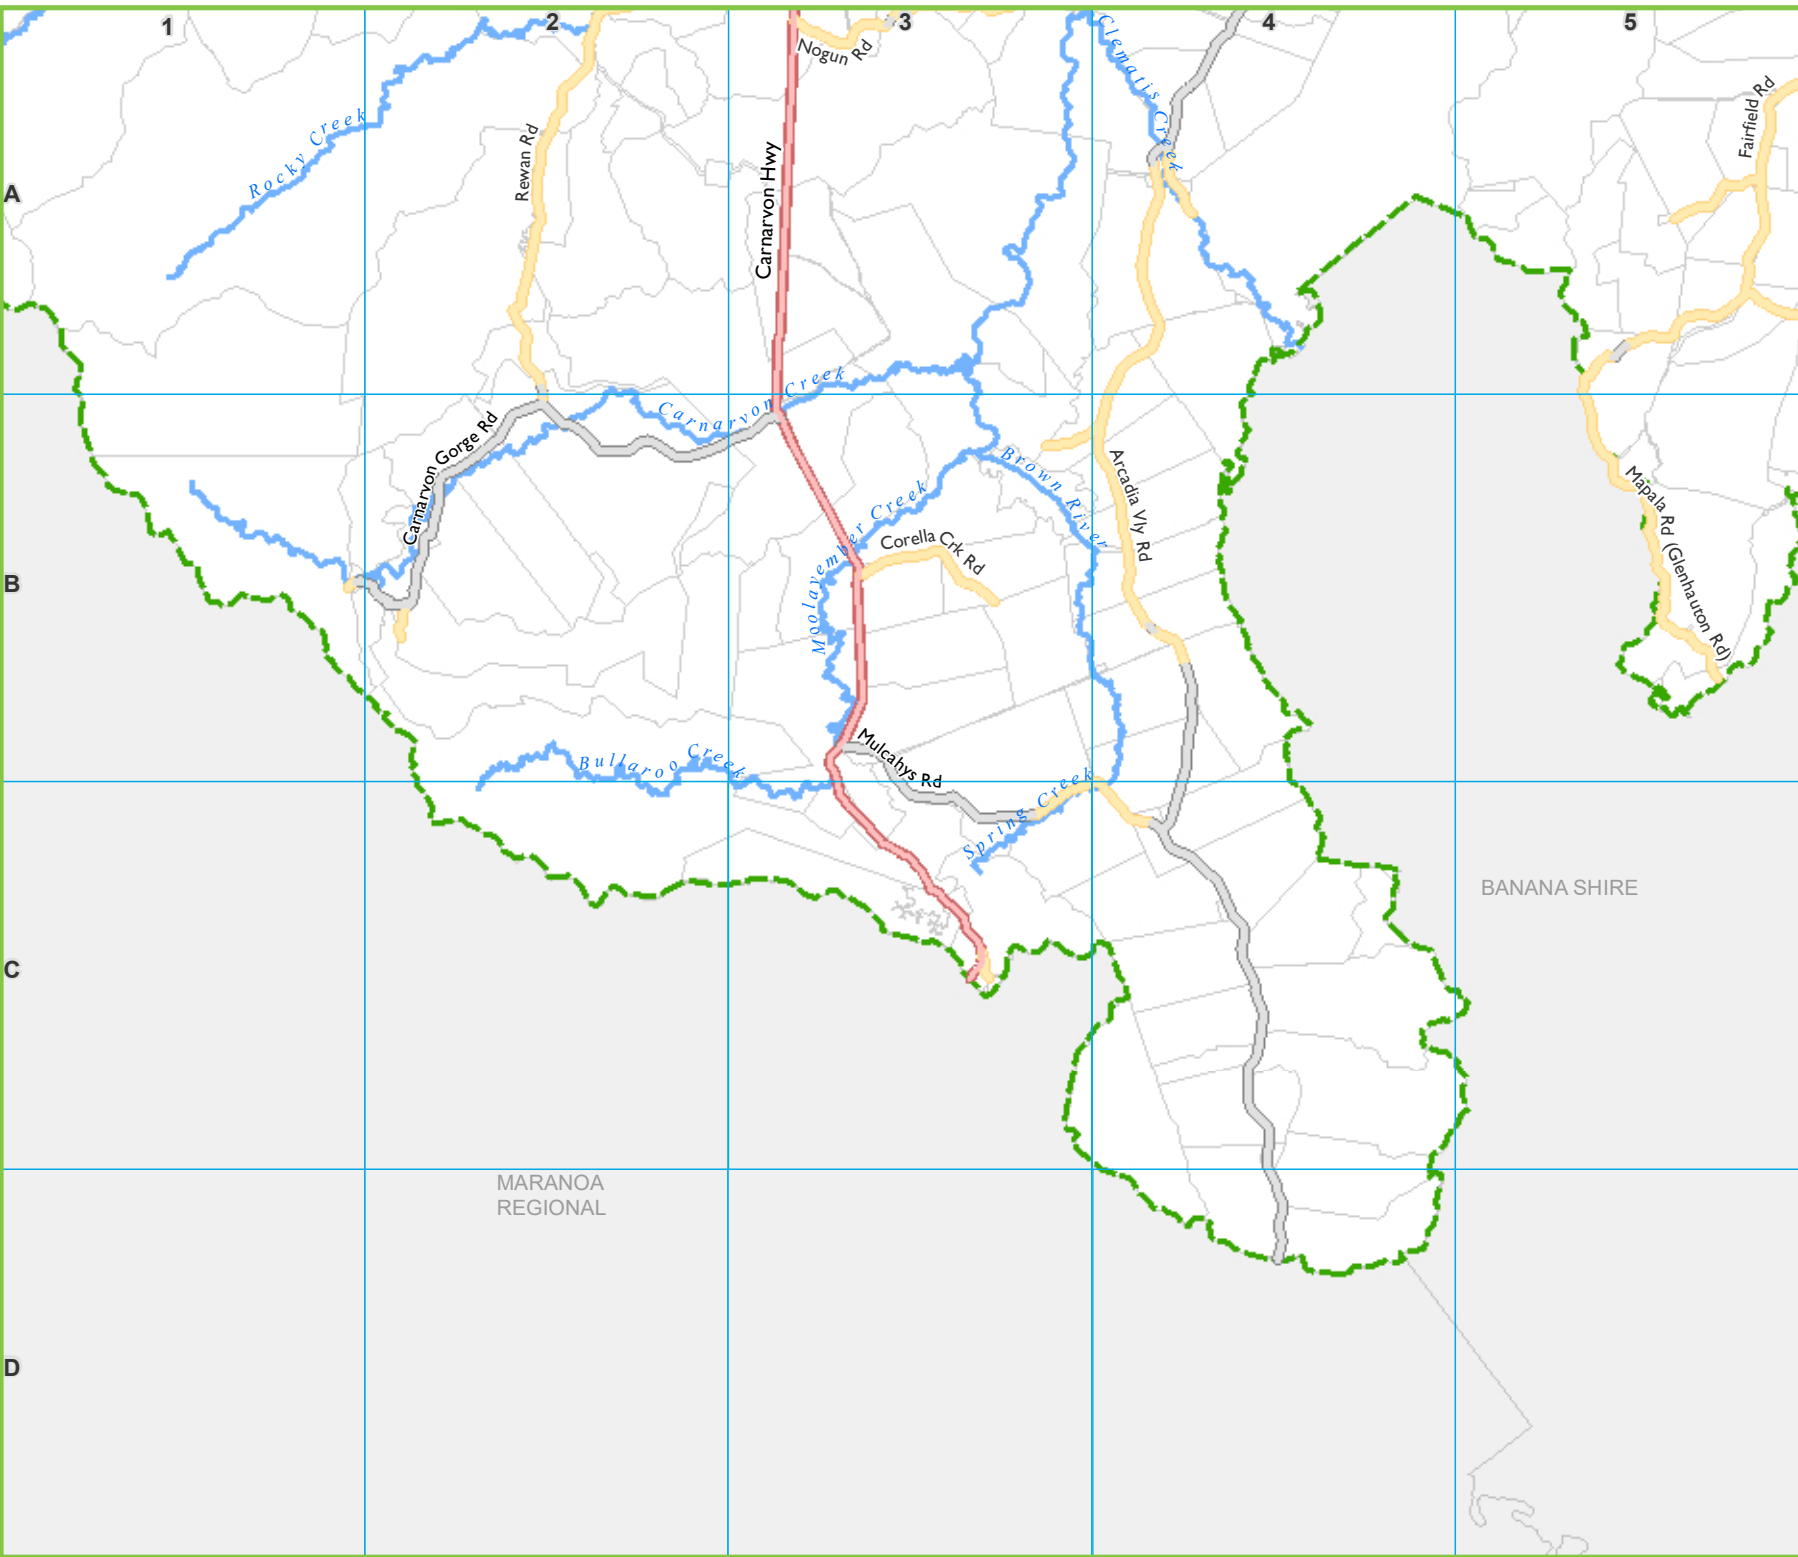 1
2
3
4
5
A
B
C
D
Nogun Rd
Clematis Creek
Fairfield Rd
Rocky Creek
Rewan Rd
Carnarvon Hwy
Carnarvon Creek
Carnarvon Gorge Rd
Brown River
Arcadia Vly Rd
Moolayember Creek
Corella Crk Rd
Mapala Rd (Glenhauton Rd)
Bullaroo Creek
Mulcahys Rd
Spring Creek
BANANA SHIRE
MARANOA
REGIONAL